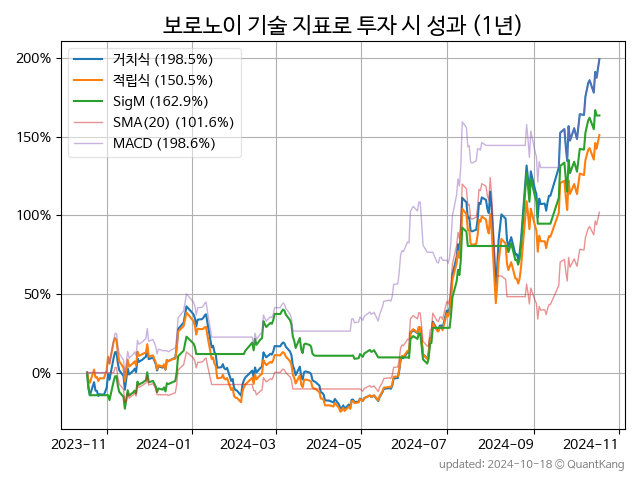 보로노이 기술 지표로 투자 시 성과 (1년)
200%
150%
100%
50%
0%
거치식 (198.5%)
적립식 (150.5%)
SigM (162.9%)
SMA(20) (101.6%)
MACD (198.6%)
2023-11 2024-01 2024-03 2024-05 2024-07 2024-09 2024-11
updated: 2024-10-18 © QuantKang